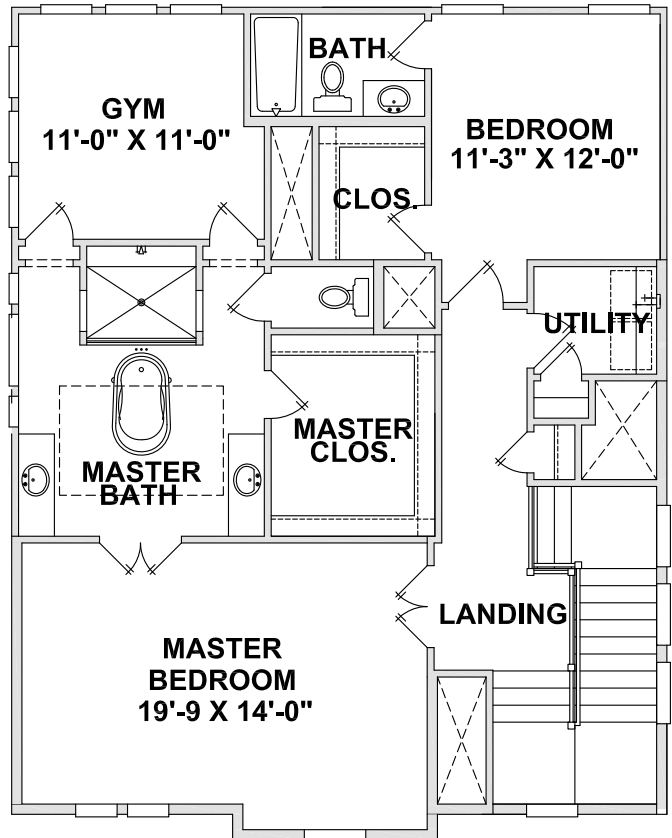 BATH
GYM
11'-0" X 11'-0"
BEDROOM
11'-3" X 12'-0"
CLOS.
UTILITY
MASTER
CLOS.
MASTER
BATH
LANDING
MASTER
BEDROOM
19'-9 X 14'-0"